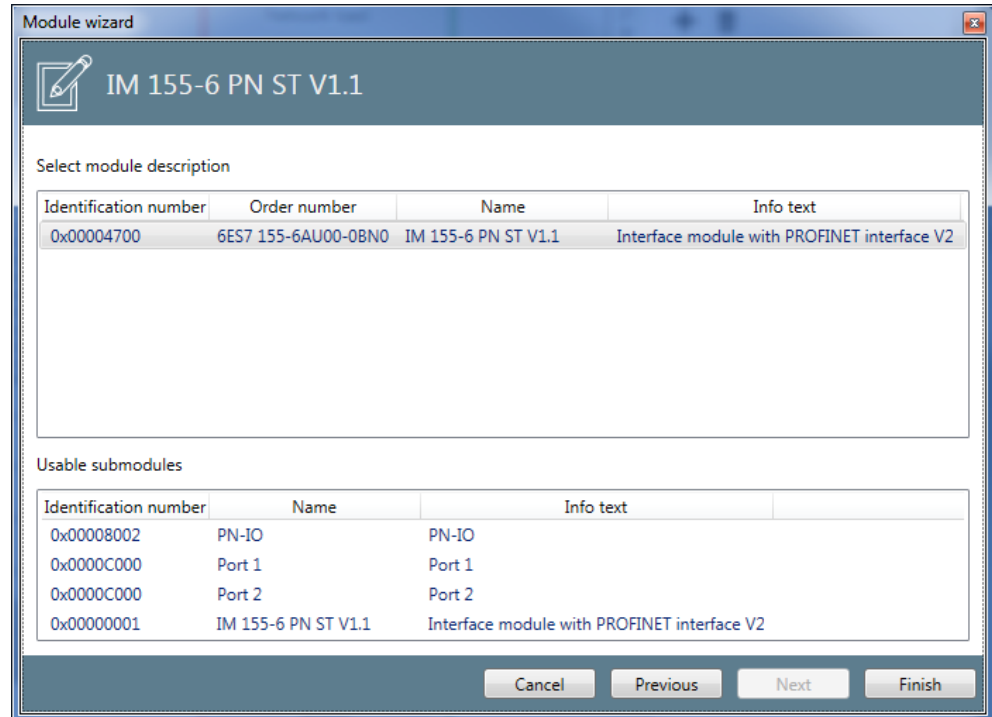 Module wizard
IM 155-6 PN ST V1.1
Select module description
Identification number Order number Name Info text
0x00004700 6ES7 155-6AU00-0BN0 IM 155-6 PN ST V1.1 Interface module with PROFINET interface V2
Usable submodules
Identification number Name Info text
0x00008002 PN-IO PN-IO
0x0000C000 Port 1 Port 1
0x0000C000 Port 2 Port 2
0x00000001 IM 155-6 PN ST V1.1 Interface module with PROFINET interface V2
Cancel Previous Next Finish